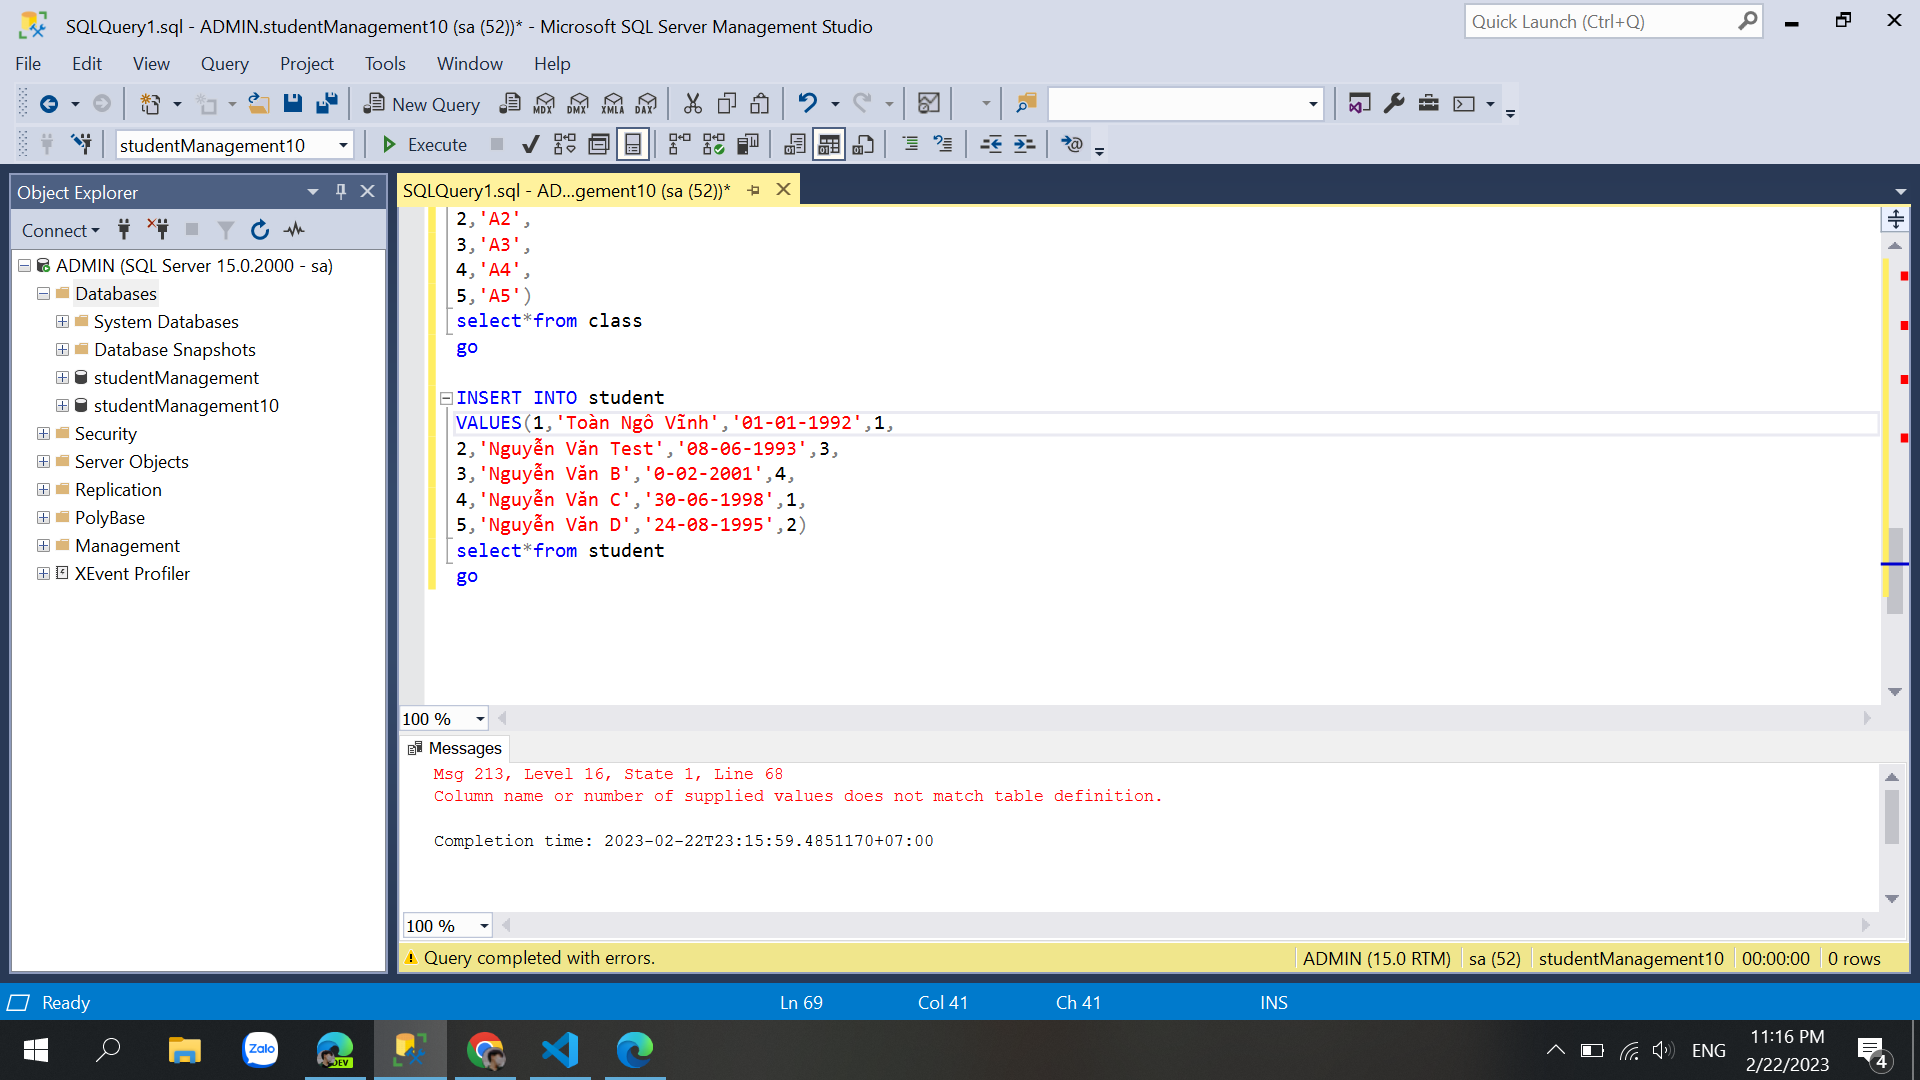 SQLQuery1.sql - ADMIN.studentManagement10 (sa (52))* - Microsoft SQL Server Management Studio
Quick Launch (Ctrl+Q)
File Edit View Query Project Tools Window Help
New Query
MDX DMX XMLA DAX
studentManagement10
Execute
Object Explorer
Connect
ADMIN (SQL Server 15.0.2000 - sa)
Databases
System Databases
Database Snapshots
studentManagement
studentManagement10
Security
Server Objects
Replication
PolyBase
Management
XEvent Profiler
SQLQuery1.sql - AD...gement10 (sa (52))*
2,'A2',
3,'A3',
4,'A4',
5,'A5')
select*from class
go
INSERT INTO student
VALUES(1,'Toàn Ngô Vĩnh','01-01-1992',1,
2,'Nguyễn Văn Test','08-06-1993',3,
3,'Nguyễn Văn B','0-02-2001',4,
4,'Nguyễn Văn C','30-06-1998',1,
5,'Nguyễn Văn D','24-08-1995',2)
select*from student
go
100 %
Messages
Msg 213, Level 16, State 1, Line 68
Column name or number of supplied values does not match table definition.
Completion time: 2023-02-22T23:15:59.4851170+07:00
100 %
Query completed with errors.
ADMIN (15.0 RTM) sa (52) studentManagement10 00:00:00 0 rows
Ready
Ln 69 Col 41 Ch 41 INS
Zalo
DEV
ENG
11:16 PM
2/22/2023
4